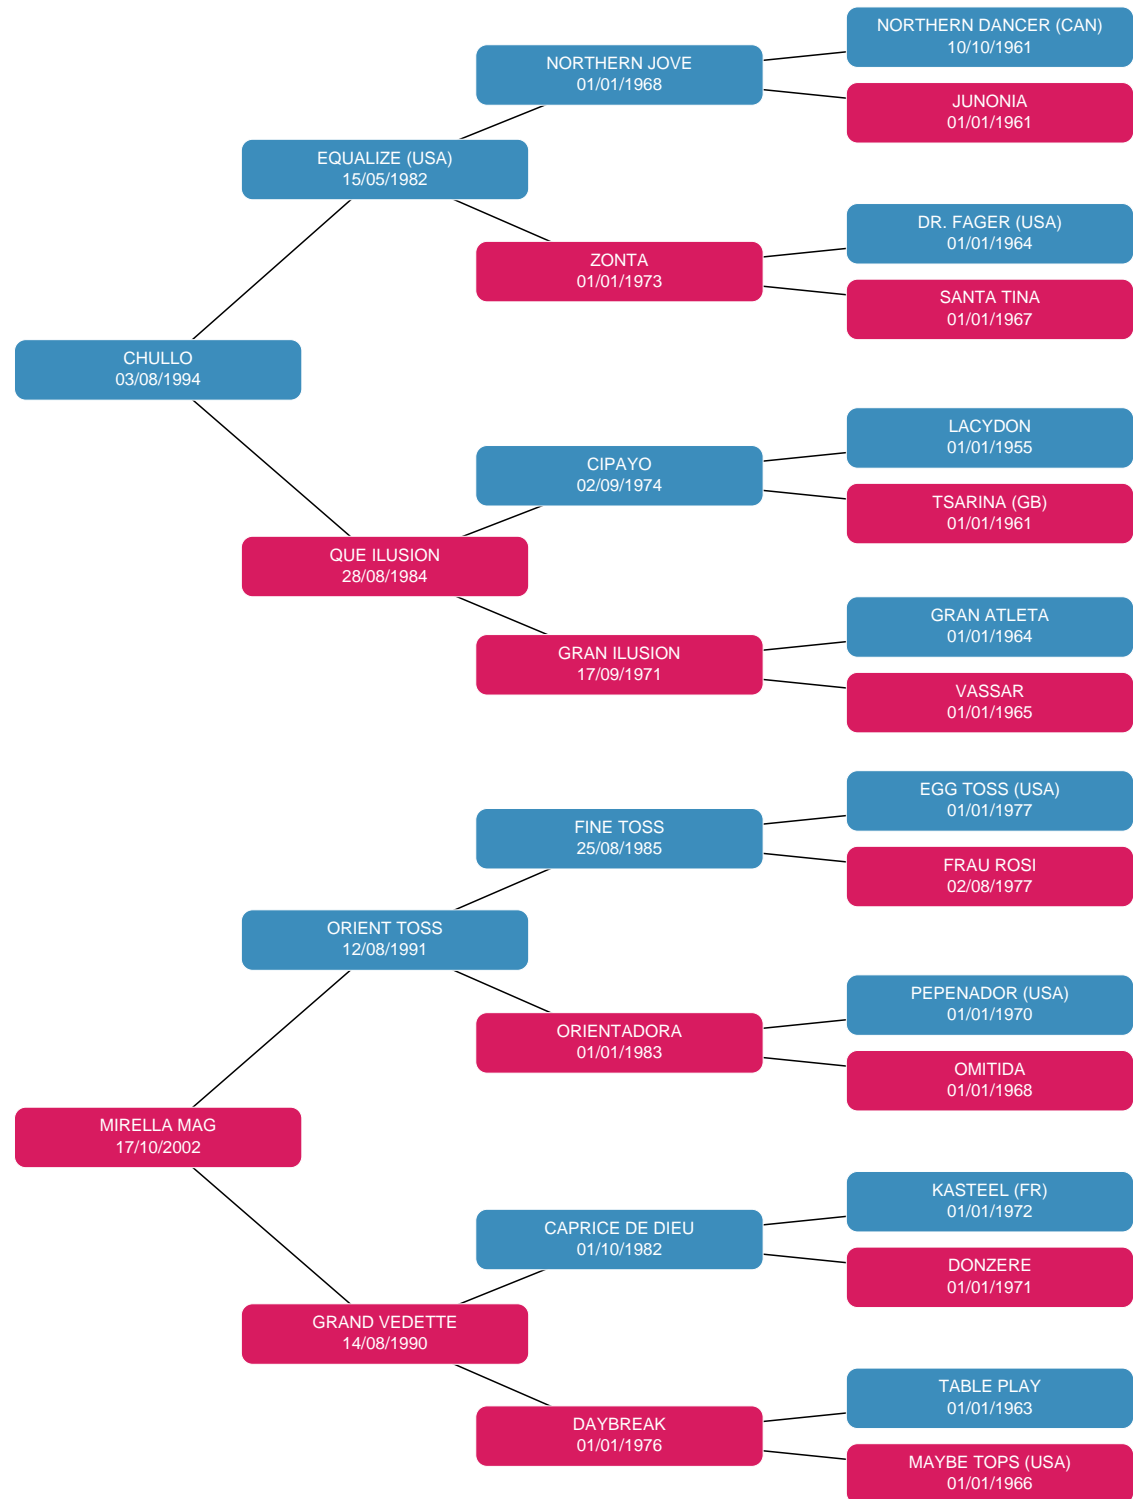 NORTHERN DANCER (CAN)
10/10/1961
NORTHERN JOVE
01/01/1968
JUNONIA
01/01/1961
EQUALIZE (USA)
15/05/1982
DR. FAGER (USA)
01/01/1964
ZONTA
01/01/1973
SANTA TINA
01/01/1967
CHULLO
03/08/1994
LACYDON
01/01/1955
CIPAYO
02/09/1974
TSARINA (GB)
01/01/1961
QUE ILUSION
28/08/1984
GRAN ATLETA
01/01/1964
GRAN ILUSION
17/09/1971
VASSAR
01/01/1965
EGG TOSS (USA)
01/01/1977
FINE TOSS
25/08/1985
FRAU ROSI
02/08/1977
ORIENT TOSS
12/08/1991
PEPENADOR (USA)
01/01/1970
ORIENTADORA
01/01/1983
OMITIDA
01/01/1968
MIRELLA MAG
17/10/2002
KASTEEL (FR)
01/01/1972
CAPRICE DE DIEU
01/10/1982
DONZERE
01/01/1971
GRAND VEDETTE
14/08/1990
TABLE PLAY
01/01/1963
DAYBREAK
01/01/1976
MAYBE TOPS (USA)
01/01/1966